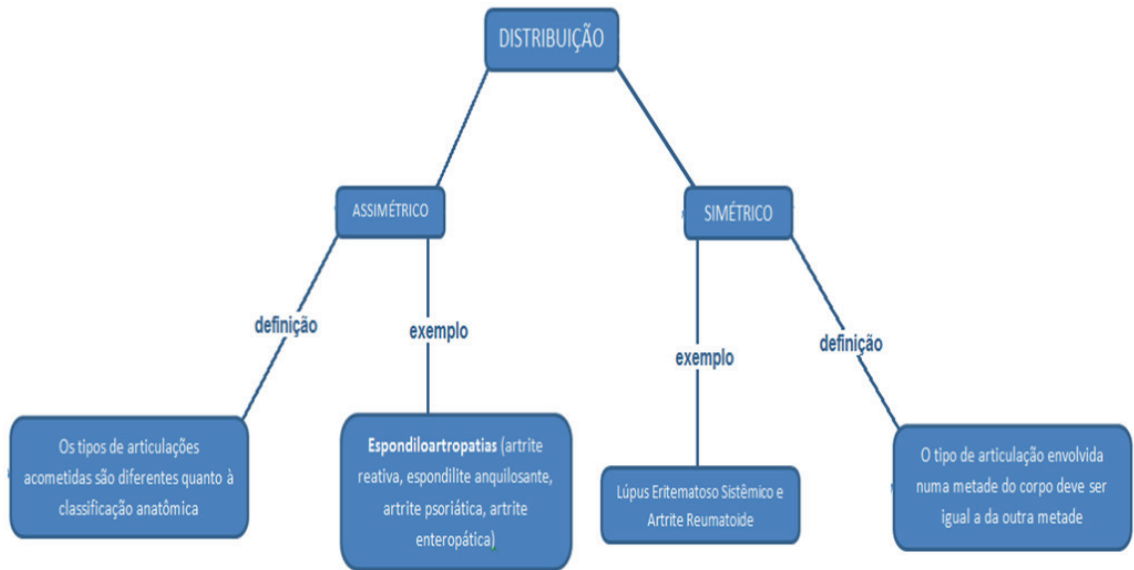 DISTRIBUIÇÃO
ASSIMÉTRICO
SIMÉTRICO
definição
exemplo
exemplo
definição
Os tipos de articulações
acometidas são diferentes quanto à
classificação anatômica
Espondiloartropatias (artrite
reativa, espondilite anquilosante,
artrite psoriática, artrite
enteropática)
Lúpus Eritematoso Sistêmico e
Artrite Reumatoide
O tipo de articulação envolvida
numa metade do corpo deve ser
igual a da outra metade